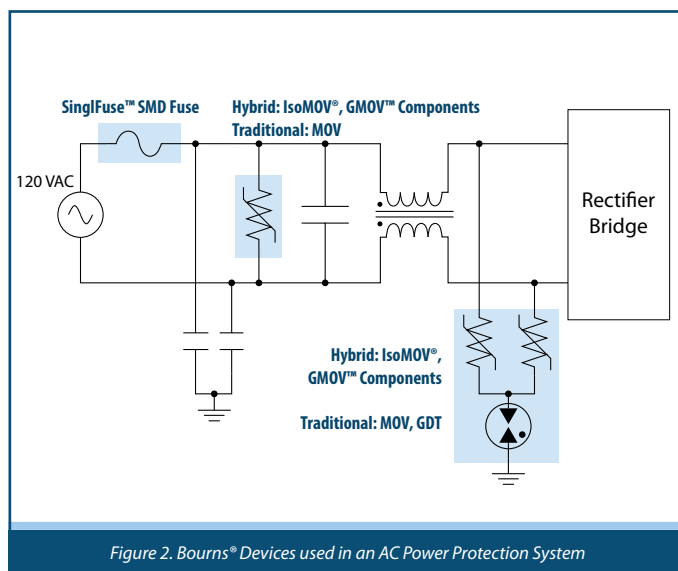 SinglFuse™ SMD Fuse
Hybrid: IsoMOV®, GMOV™ Components
Traditional: MOV
120 VAC
Rectifier
Bridge
Hybrid: IsoMOV®,
GMOV™ Components
Traditional: MOV, GDT
Figure 2. Bourns® Devices used in an AC Power Protection System